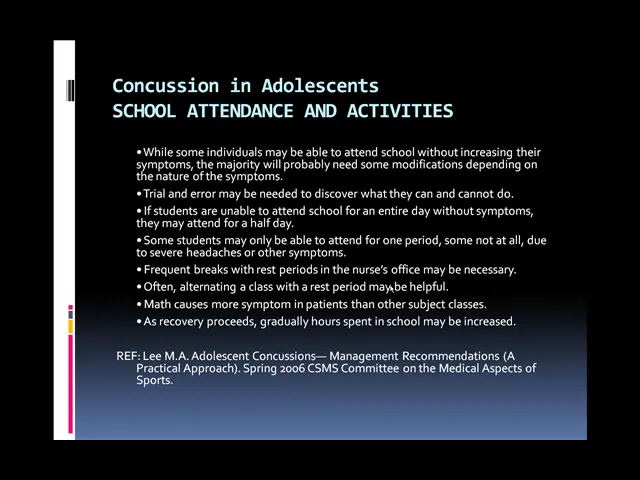 Concussion in Adolescents
SCHOOL ATTENDANCE AND ACTIVITIES
•While some individuals may be able to attend school without increasing their
symptoms, the majority will probably need some modifications depending on
the nature of the symptoms.
•Trial and error may be needed to discover what they can and cannot do.
•If students are unable to attend school for an entire day without symptoms,
they may attend for a half day.
•Some students may only be able to attend for one period, some not at all, due
to severe headaches or other symptoms.
•Frequent breaks with rest periods in the nurse's office may be necessary.
•Often, alternating a class with a rest period may be helpful.
•Math causes more symptom in patients than other subject classes.
•As recovery proceeds, gradually hours spent in school may be increased.
REF: Lee M.A. Adolescent Concussions— Management Recommendations (A
Practical Approach). Spring 2006 CSMS Committee on the Medical Aspects of
Sports.